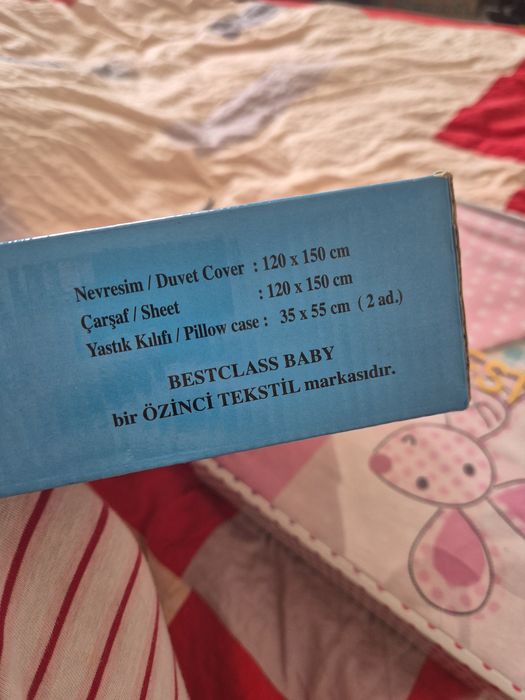 Nevresim / Duvet Cover : 120 x 150 cm
Çarşaf / Sheet : 120 x 150 cm
Yastık Kılıfı / Pillow case : 35 x 55 cm ( 2 ad.)
BESTCLASS BABY
bir ÖZİNCİ TEKSTİL markasıdır.